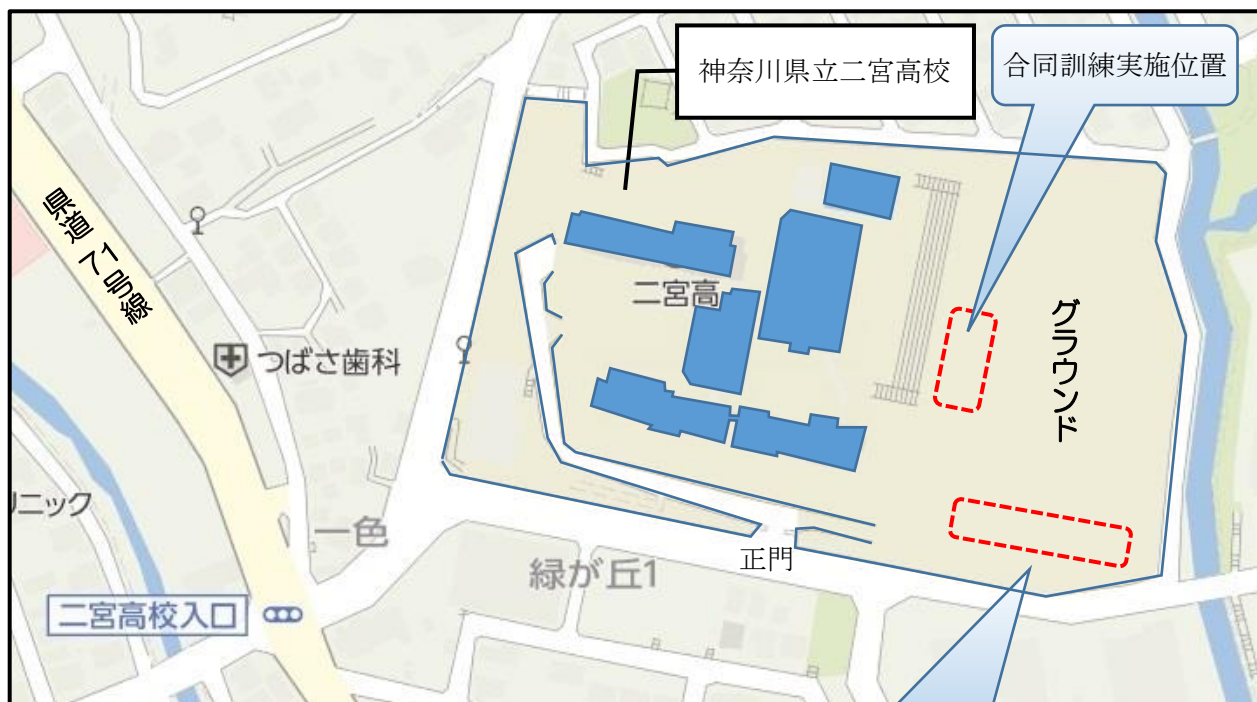 神奈川県立二宮高校
合同訓練実施位置
県道71号線
二宮高
グラウンド
つばさ歯科
リニック
一色
緑が丘1
正門
二宮高校入口